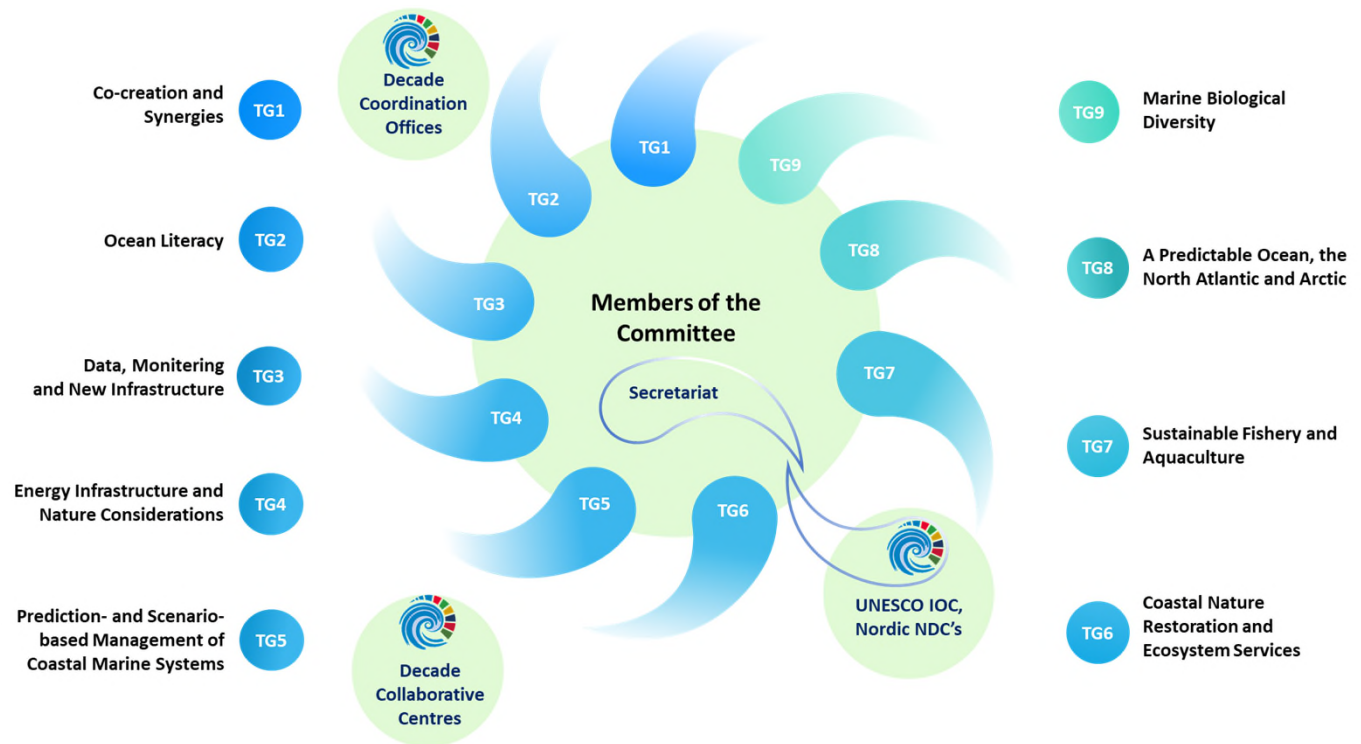 Co-creation and
Synergies
TG1
Ocean Literacy
TG2
Data, Monitering
and New Infrastructure
TG3
Energy Infrastructure and
Nature Considerations
TG4
Prediction- and Scenario-
based Management of
Coastal Marine Systems
TG5
Decade
Coordination
Offices
TG1
TG2
TG3
TG4
TG5
TG6
TG7
TG8
TG9
Members of the
Committee
Secretariat
Decade
Collaborative
Centres
UNESCO IOC,
Nordic NDC’s
TG9
Marine Biological
Diversity
TG8
A Predictable Ocean, the
North Atlantic and Arctic
TG7
Sustainable Fishery and
Aquaculture
TG6
Coastal Nature
Restoration and
Ecosystem Services